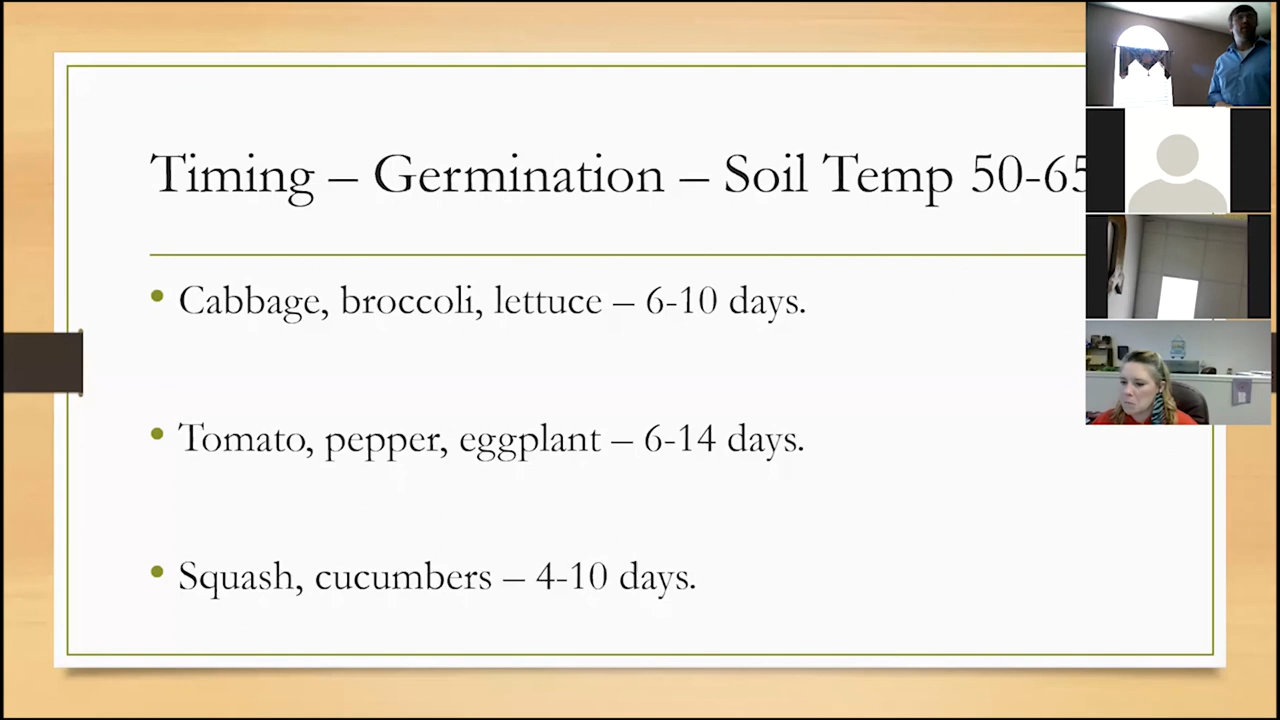 Timing – Germination – Soil Temp 50-65
• Cabbage, broccoli, lettuce – 6-10 days.
• Tomato, pepper, eggplant – 6-14 days.
• Squash, cucumbers – 4-10 days.